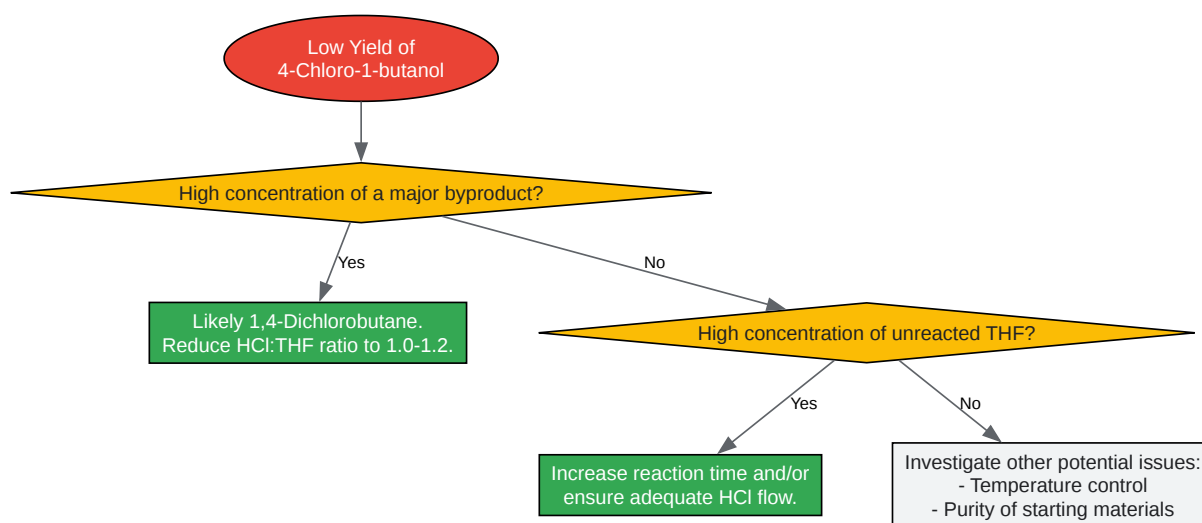 Low Yield of
4-Chloro-1-butanol
High concentration of a major byproduct?
Yes
No
Likely 1,4-Dichlorobutane.
Reduce HCl:THF ratio to 1.0-1.2.
High concentration of unreacted THF?
Yes
No
Increase reaction time and/or
ensure adequate HCl flow.
Investigate other potential issues:
- Temperature control
- Purity of starting materials